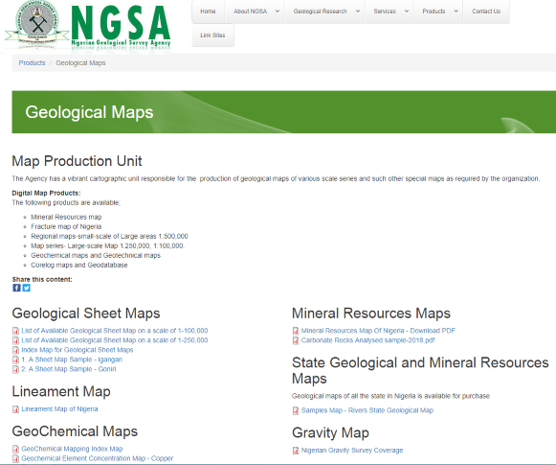 NGSA
Nigerian Geological Survey Agency
Home
About NGSA
Geological Research
Services
Products
Contact Us
Link Sites
Products / Geological Maps
Geological Maps
Map Production Unit
The Agency has a vibrant cartographic unit responsible for the production of geological maps of various scale series and such other special maps as required by the organization.
Digital Map Products:
The following products are available;
Mineral Resources map
Fracture map of Nigeria
Regional maps-small-scale of Large areas 1:500,000
Map series- Large-scale Map 1:250,000, 1:100,000.
Geochemical maps and Geotechnical maps
Corelog maps and Geodatabase
Share this content:
Geological Sheet Maps
List of Available Geological Sheet Map on a scale of 1-100,000
List of Available Geological Sheet Map on a scale of 1-250,000
Index Map for Geological Sheet Maps
1. A Sheet Map Sample - Igangan
2. A Sheet Map Sample - Goniri
Lineament Map
Lineament Map of Nigeria
GeoChemical Maps
GeoChemical Mapping Index Map
Geochemical Element Concentration Map - Copper
Mineral Resources Maps
Mineral Resources Map Of Nigeria - Download PDF
Carbonate Rocks Analysed sample-2018 pdf
State Geological and Mineral Resources
Maps
Geological maps of all the state in Nigeria is available for purchase
Samples Map - Rivers State Geological Map
Gravity Map
Nigerian Gravity Survey Coverage